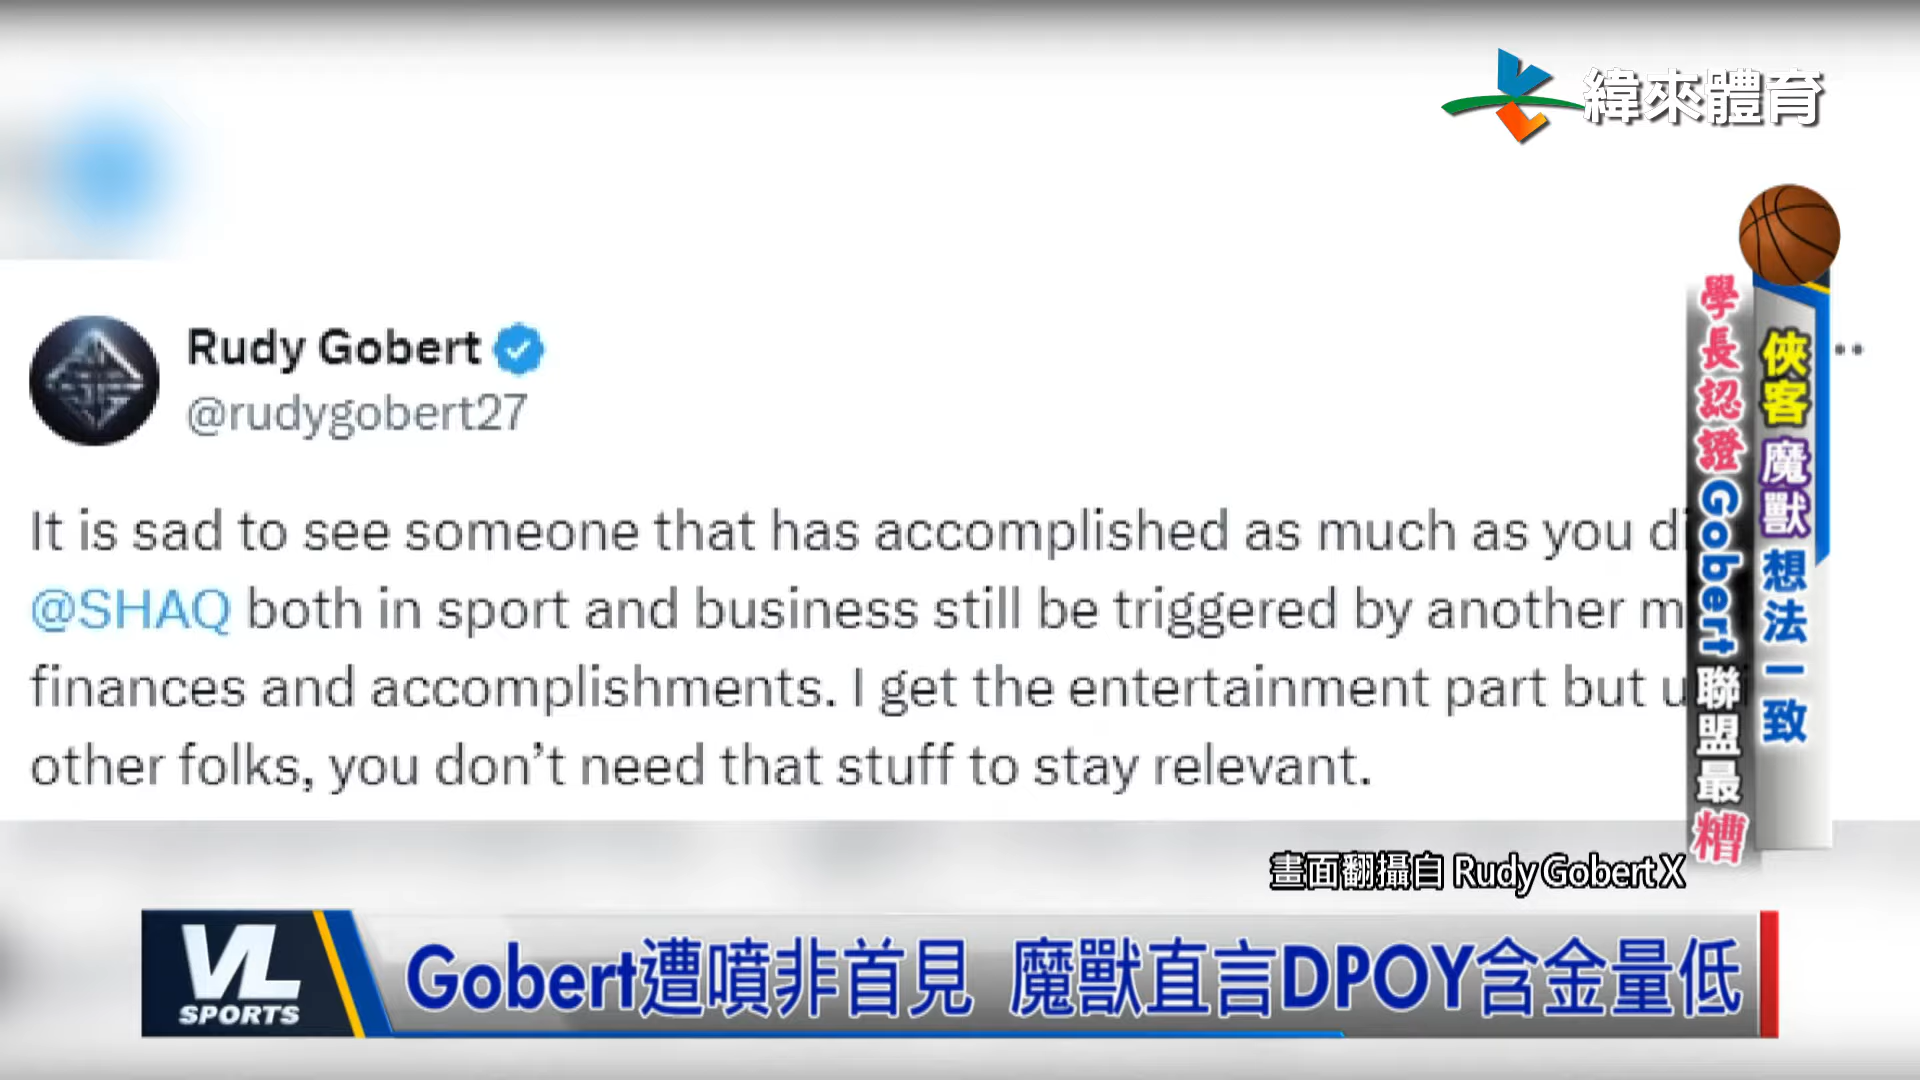 緯來體育
Rudy Gobert
@rudygobert27
It is sad to see someone that has accomplished as much as you
@SHAQ both in sport and business still be triggered by another
finances and accomplishments. I get the entertainment part but
other folks, you don’t need that stuff to stay relevant.
俠客 魔獸 想法一致
學長認證Gobert聯盟最糟
畫面翻攝自 Rudy Gobert X
VL SPORTS
Gobert遭噴非首見 魔獸直言DPOY含金量低